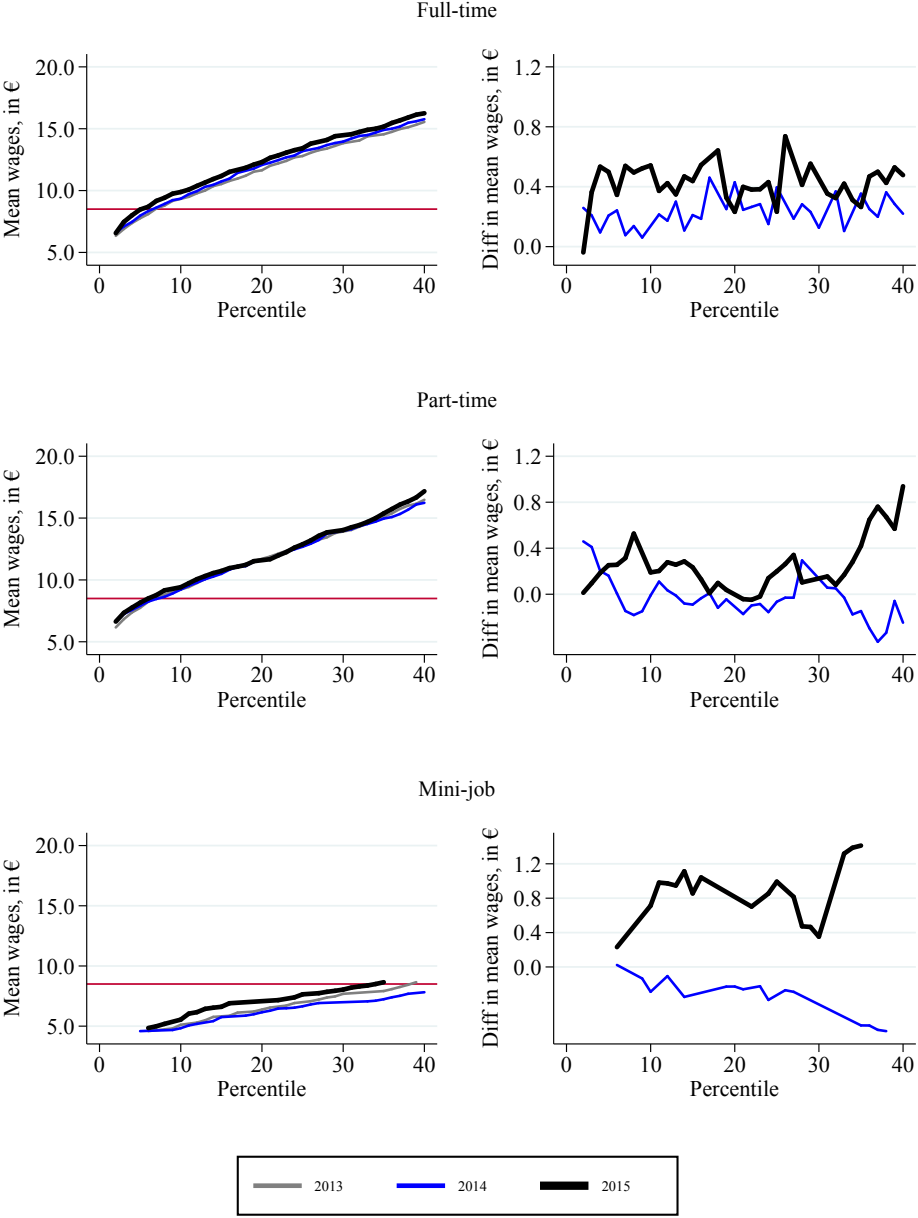 Full-time
Mean wages, in €
20.0
15.0
10.0
5.0
0 10 20 30 40
Percentile
Diff in mean wages, in €
1.2
0.8
0.4
0.0
0 10 20 30 40
Percentile
Part-time
Mean wages, in €
20.0
15.0
10.0
5.0
0 10 20 30 40
Percentile
Diff in mean wages, in €
1.2
0.8
0.4
0.0
0 10 20 30 40
Percentile
Mini-job
Mean wages, in €
20.0
15.0
10.0
5.0
0 10 20 30 40
Percentile
Diff in mean wages, in €
1.2
0.8
0.4
0.0
0 10 20 30 40
Percentile
2013 2014 2015